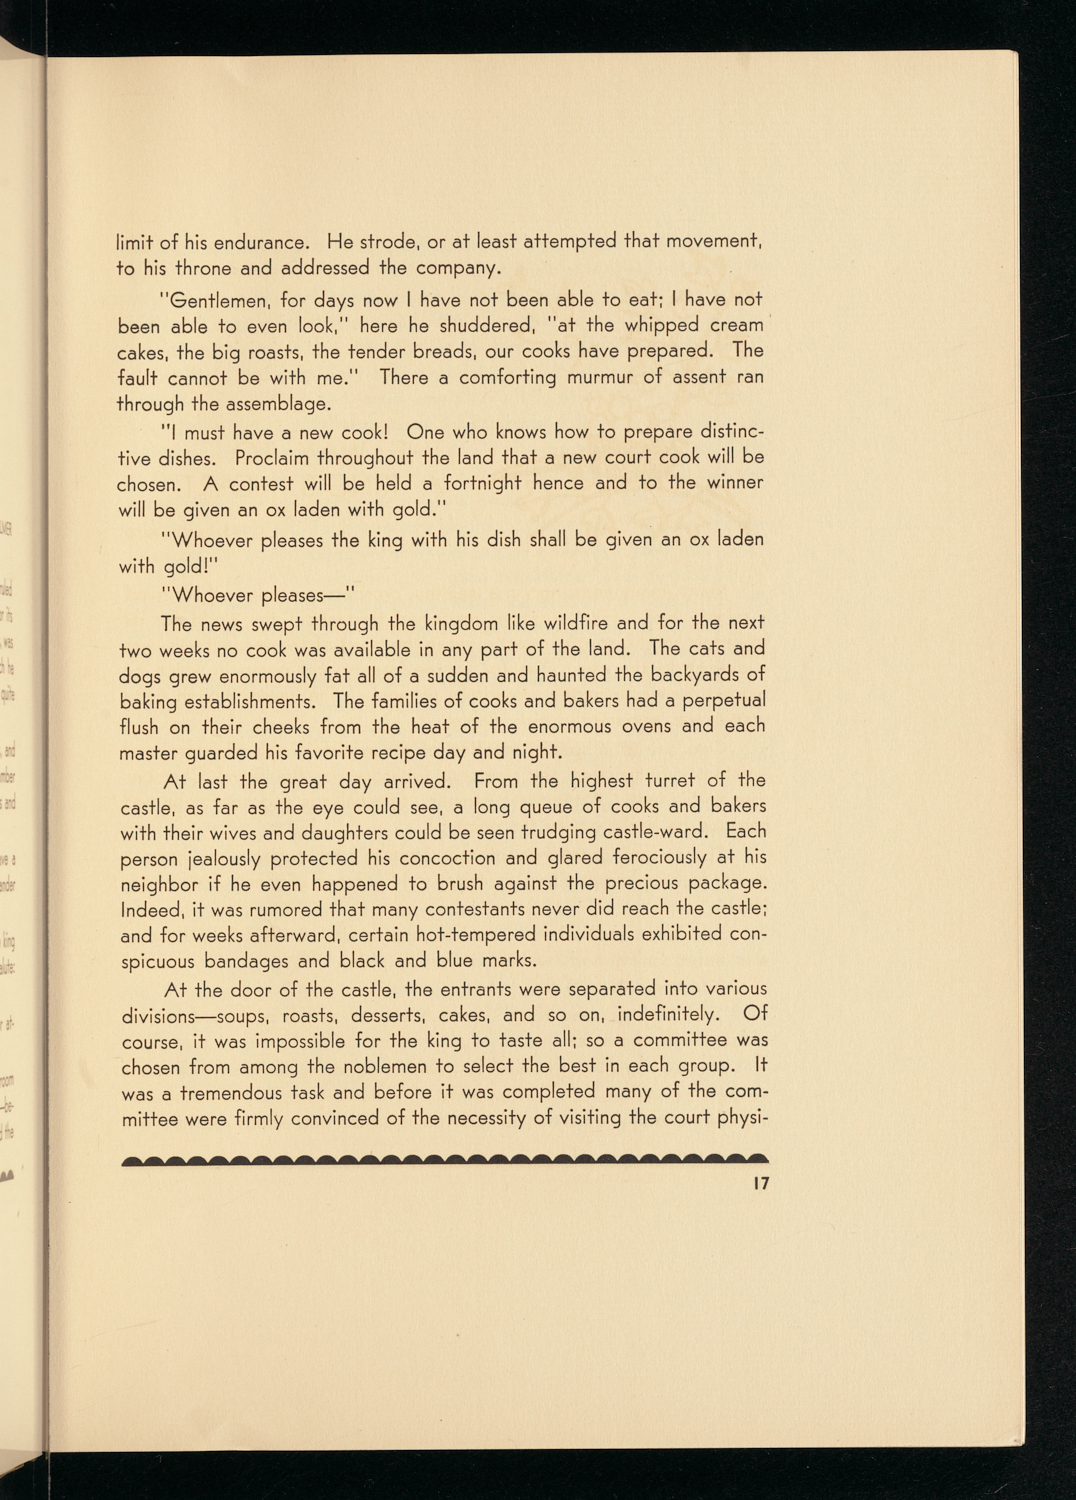 limit of his endurance. He strode, or at least attempted that movement,
to his throne and addressed the company.
"Gentlemen, for days now I have not been able to eat; I have not
been able to even look," here he shuddered, "at the whipped cream
cakes, the big roasts, the tender breads, our cooks have prepared. The
fault cannot be with me." There a comforting murmur of assent ran
through the assemblage.
"I must have a new cook! One who knows how to prepare distinc-
tive dishes. Proclaim throughout the land that a new court cook will be
chosen. A contest will be held a fortnight hence and to the winner
will be given an ox laden with gold."
"Whoever pleases the king with his dish shall be given an ox laden
with gold!"
"Whoever pleases—"
The news swept through the kingdom like wildfire and for the next
two weeks no cook was available in any part of the land. The cats and
dogs grew enormously fat all of a sudden and haunted the backyards of
baking establishments. The families of cooks and bakers had a perpetual
flush on their cheeks from the heat of the enormous ovens and each
master guarded his favorite recipe day and night.
At last the great day arrived. From the highest turret of the
castle, as far as the eye could see, a long queue of cooks and bakers
with their wives and daughters could be seen trudging castle-ward. Each
person jealously protected his concoction and glared ferociously at his
neighbor if he even happened to brush against the precious package.
Indeed, it was rumored that many contestants never did reach the castle;
and for weeks afterward, certain hot-tempered individuals exhibited con-
spicuous bandages and black and blue marks.
At the door of the castle, the entrants were separated into various
divisions—soups, roasts, desserts, cakes, and so on, indefinitely. Of
course, it was impossible for the king to taste all; so a committee was
chosen from among the noblemen to select the best in each group. It
was a tremendous task and before it was completed many of the com-
mittee were firmly convinced of the necessity of visiting the court physi-
17